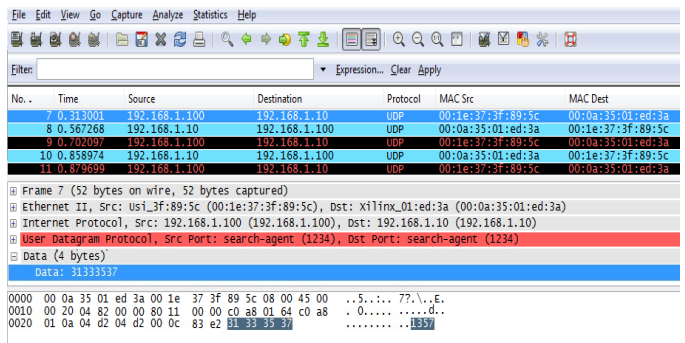 File Edit View Go Capture Analyze Statistics Help
Filter: Expression... Clear Apply
No. . Time Source Destination Protocol MAC Src MAC Dest
7 0.313001 192.168.1.100 192.168.1.10 UDP 00:1e:37:3f:89:5c 00:0a:35:01:ed:3a
8 0.567268 192.168.1.10 192.168.1.100 UDP 00:0a:35:01:ed:3a 00:1e:37:3f:89:5c
9 0.702097 192.168.1.100 192.168.1.10 UDP 00:1e:37:3f:89:5c 00:0a:35:01:ed:3a
10 0.858974 192.168.1.10 192.168.1.100 UDP 00:0a:35:01:ed:3a 00:1e:37:3f:89:5c
11 0.879699 192.168.1.100 192.168.1.10 UDP 00:1e:37:3f:89:5c 00:0a:35:01:ed:3a
Frame 7 (52 bytes on wire, 52 bytes captured)
Ethernet II, Src: Usi_3f:89:5c (00:1e:37:3f:89:5c), Dst: Xilinx_01:ed:3a (00:0a:35:01:ed:3a)
Internet Protocol, Src: 192.168.1.100 (192.168.1.100), Dst: 192.168.1.10 (192.168.1.10)
User Datagram Protocol, Src Port: search-agent (1234), Dst Port: search-agent (1234)
Data (4 bytes)
Data: 31333537
0000 00 0a 35 01 ed 3a 00 1e 37 3f 89 5c 08 00 45 00 ..5..:.. 7?.\..E.
0010 00 20 04 82 00 00 80 11 00 00 c0 a8 01 64 c0 a8 . ...... .....d..
0020 01 0a 04 d2 04 d2 00 0c 83 e2 31 33 35 37 ........ ..1357